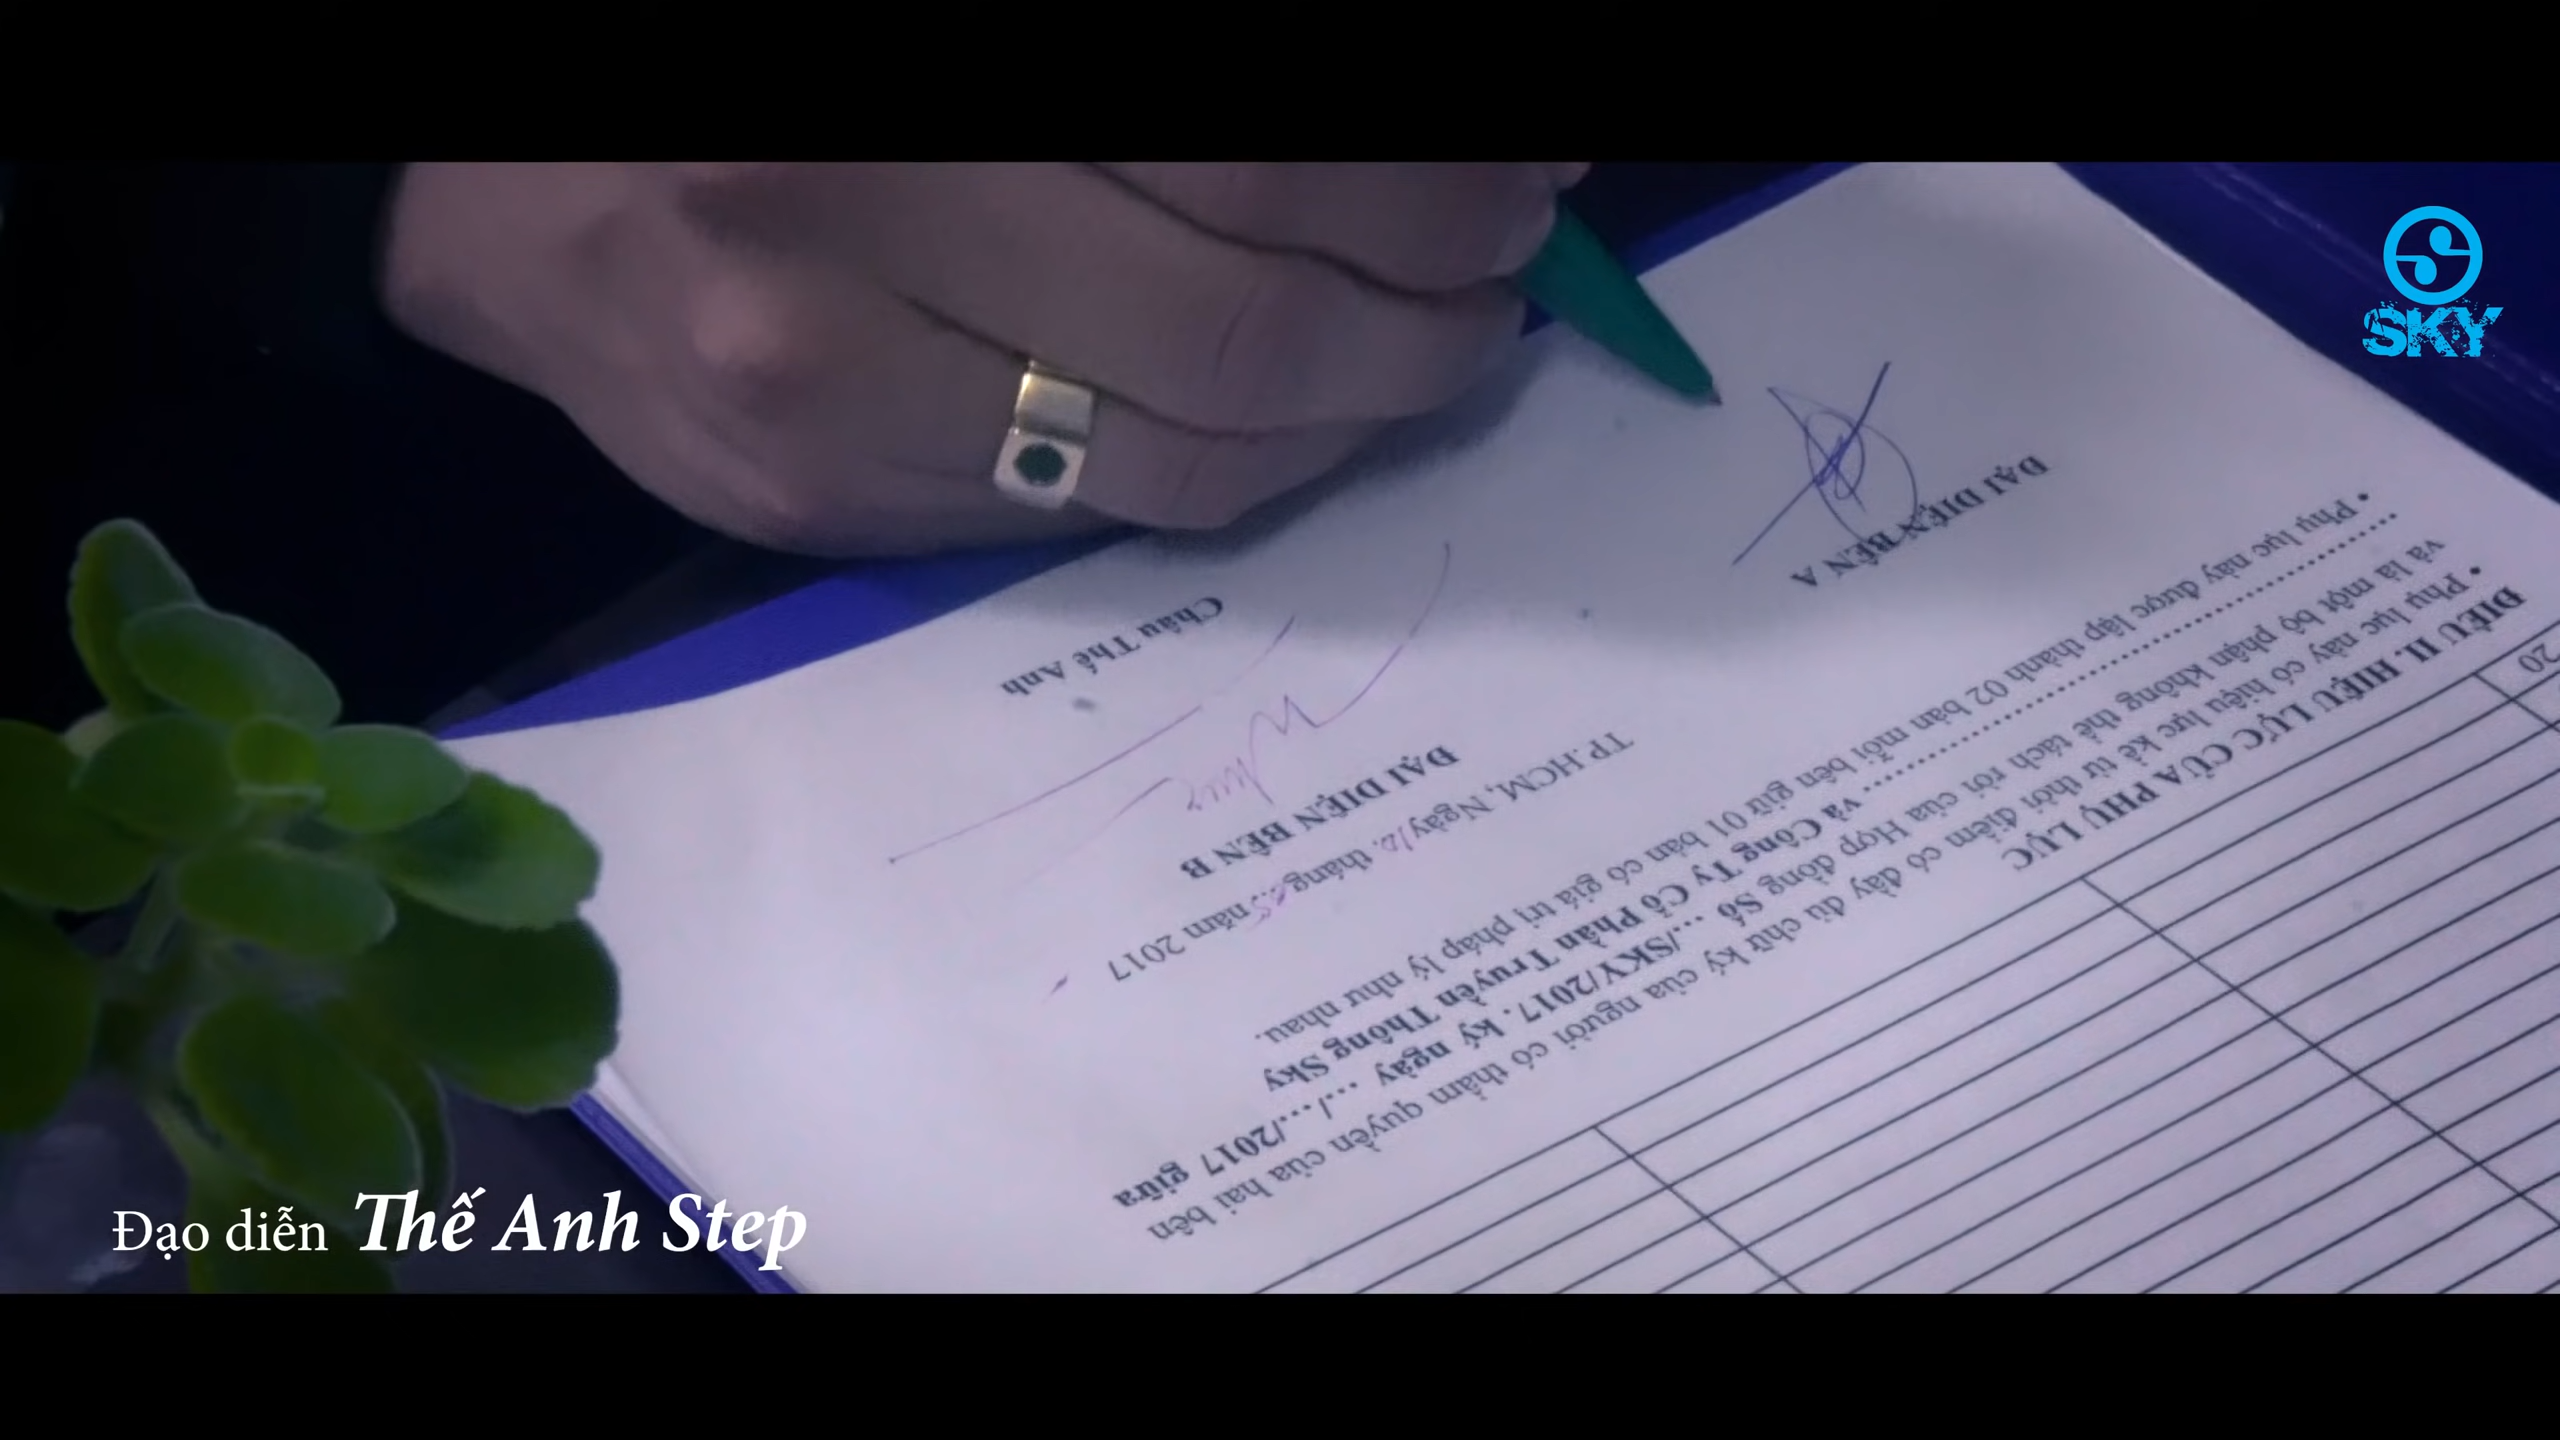 SKY
20
ĐIỀU II. HIỆU LỰC CỦA PHỤ LỤC
• Phụ lục này có hiệu lực kể từ thời điểm có đầy đủ chữ ký của người có thẩm quyền của hai bên
và là một bộ phận không thể tách rời của Hợp đồng Số .../SKY/2017. ký ngày .../.../2017 giữa
........................ và Công Ty Cổ Phần Truyền Thông Sky
• Phụ lục này được lập thành 02 bản mỗi bên giữ 01 bản có giá trị pháp lý như nhau.
TP.HCM, Ngày 10. tháng 05 năm 2017
ĐẠI DIỆN BÊN A
ĐẠI DIỆN BÊN B
Châu Thế Anh
Đạo diễn Thế Anh Step